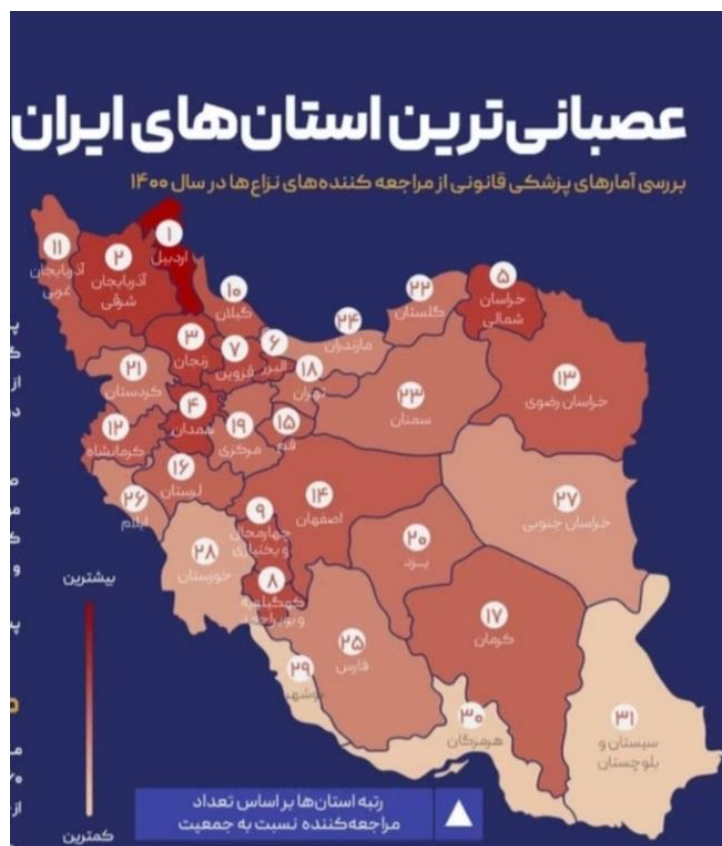 عصبانی‌ترین استان‌های ایران
بررسی آمارهای پزشکی قانونی از مراجعه کننده‌های نزاع‌ها در سال ۱۴۰۰
۱
اردبیل
۲
آذربایجان
شرقی
۱۱
آذربایجان
غربی
۱۰
گیلان
۵
خراسان
شمالی
۲۲
گلستان
۲۴
مازندران
۳
زنجان
۷
قزوین
۶
البرز
۱۸
تهران
۲۱
کردستان
۱۳
خراسان رضوی
۲۳
سمنان
۴
همدان
۱۹
مرکزی
۱۵
قم
۱۲
کرمانشاه
۱۶
لرستان
۱۴
اصفهان
۲۶
ایلام
۹
چهارمحال
و بختیاری
۲۷
خراسان جنوبی
۲۰
یزد
۲۸
خوزستان
۸
کهگیلویه
و بویراحمد
۱۷
کرمان
۲۵
فارس
۲۹
بوشهر
۳۰
هرمزگان
۳۱
سیستان و
بلوچستان
بیشترین
کمترین
رتبه استان‌ها بر اساس تعداد
مراجعه‌کننده نسبت به جمعیت